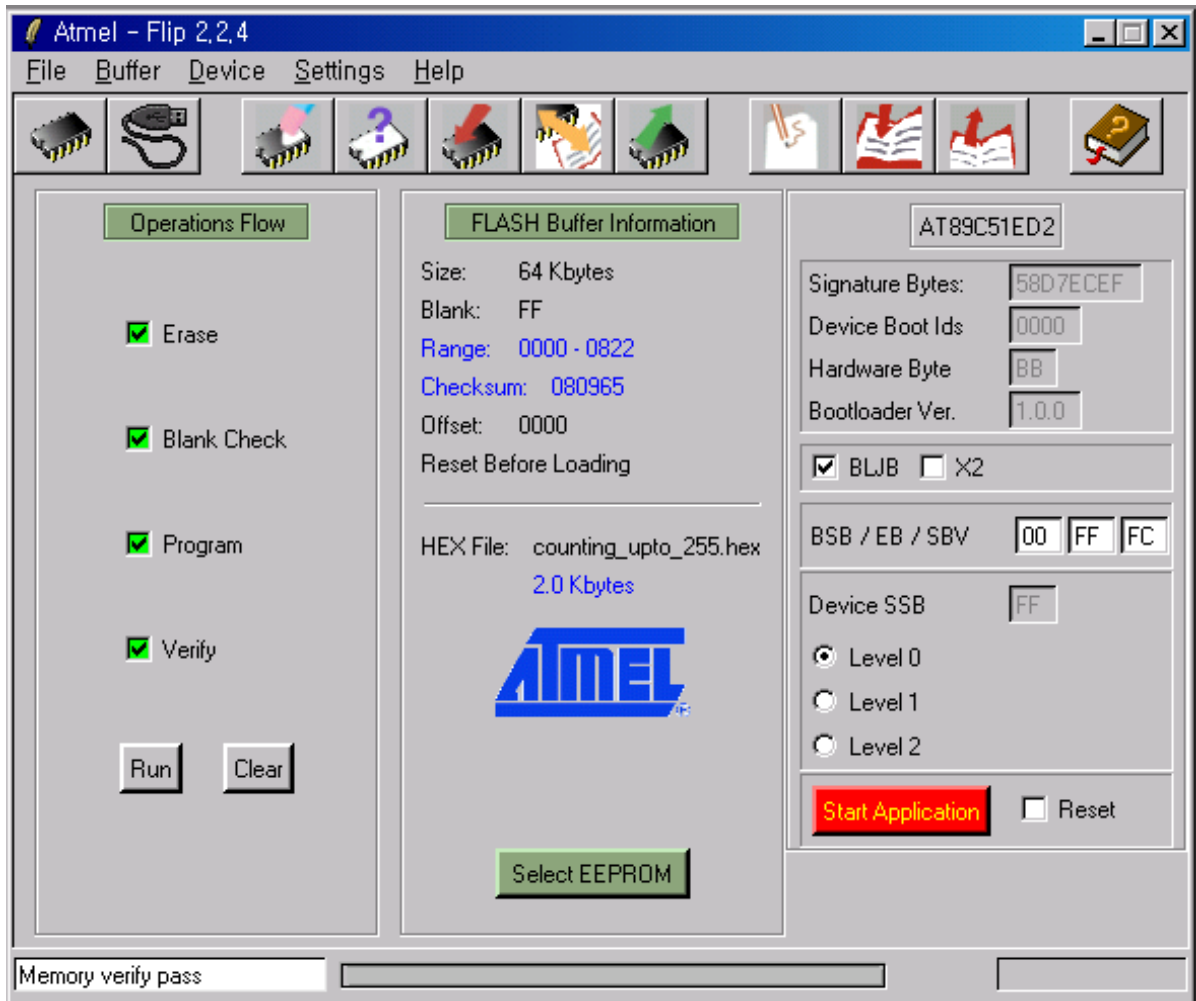 Atmel - Flip 2,2,4
File Buffer Device Settings Help
Operations Flow
Erase
Blank Check
Program
Verify
Run Clear
FLASH Buffer Information
Size: 64 Kbytes
Blank: FF
Range: 0000 - 0822
Checksum: 080965
Offset: 0000
Reset Before Loading
HEX File: counting_upto_255.hex
2.0 Kbytes
ATMEL®
Select EEPROM
AT89C51ED2
Signature Bytes: 58D7ECEF
Device Boot Ids 0000
Hardware Byte BB
Bootloader Ver. 1.0.0
BLJB X2
BSB / EB / SBV 00 FF FC
Device SSB FF
Level 0
Level 1
Level 2
Start Application Reset
Memory verify pass